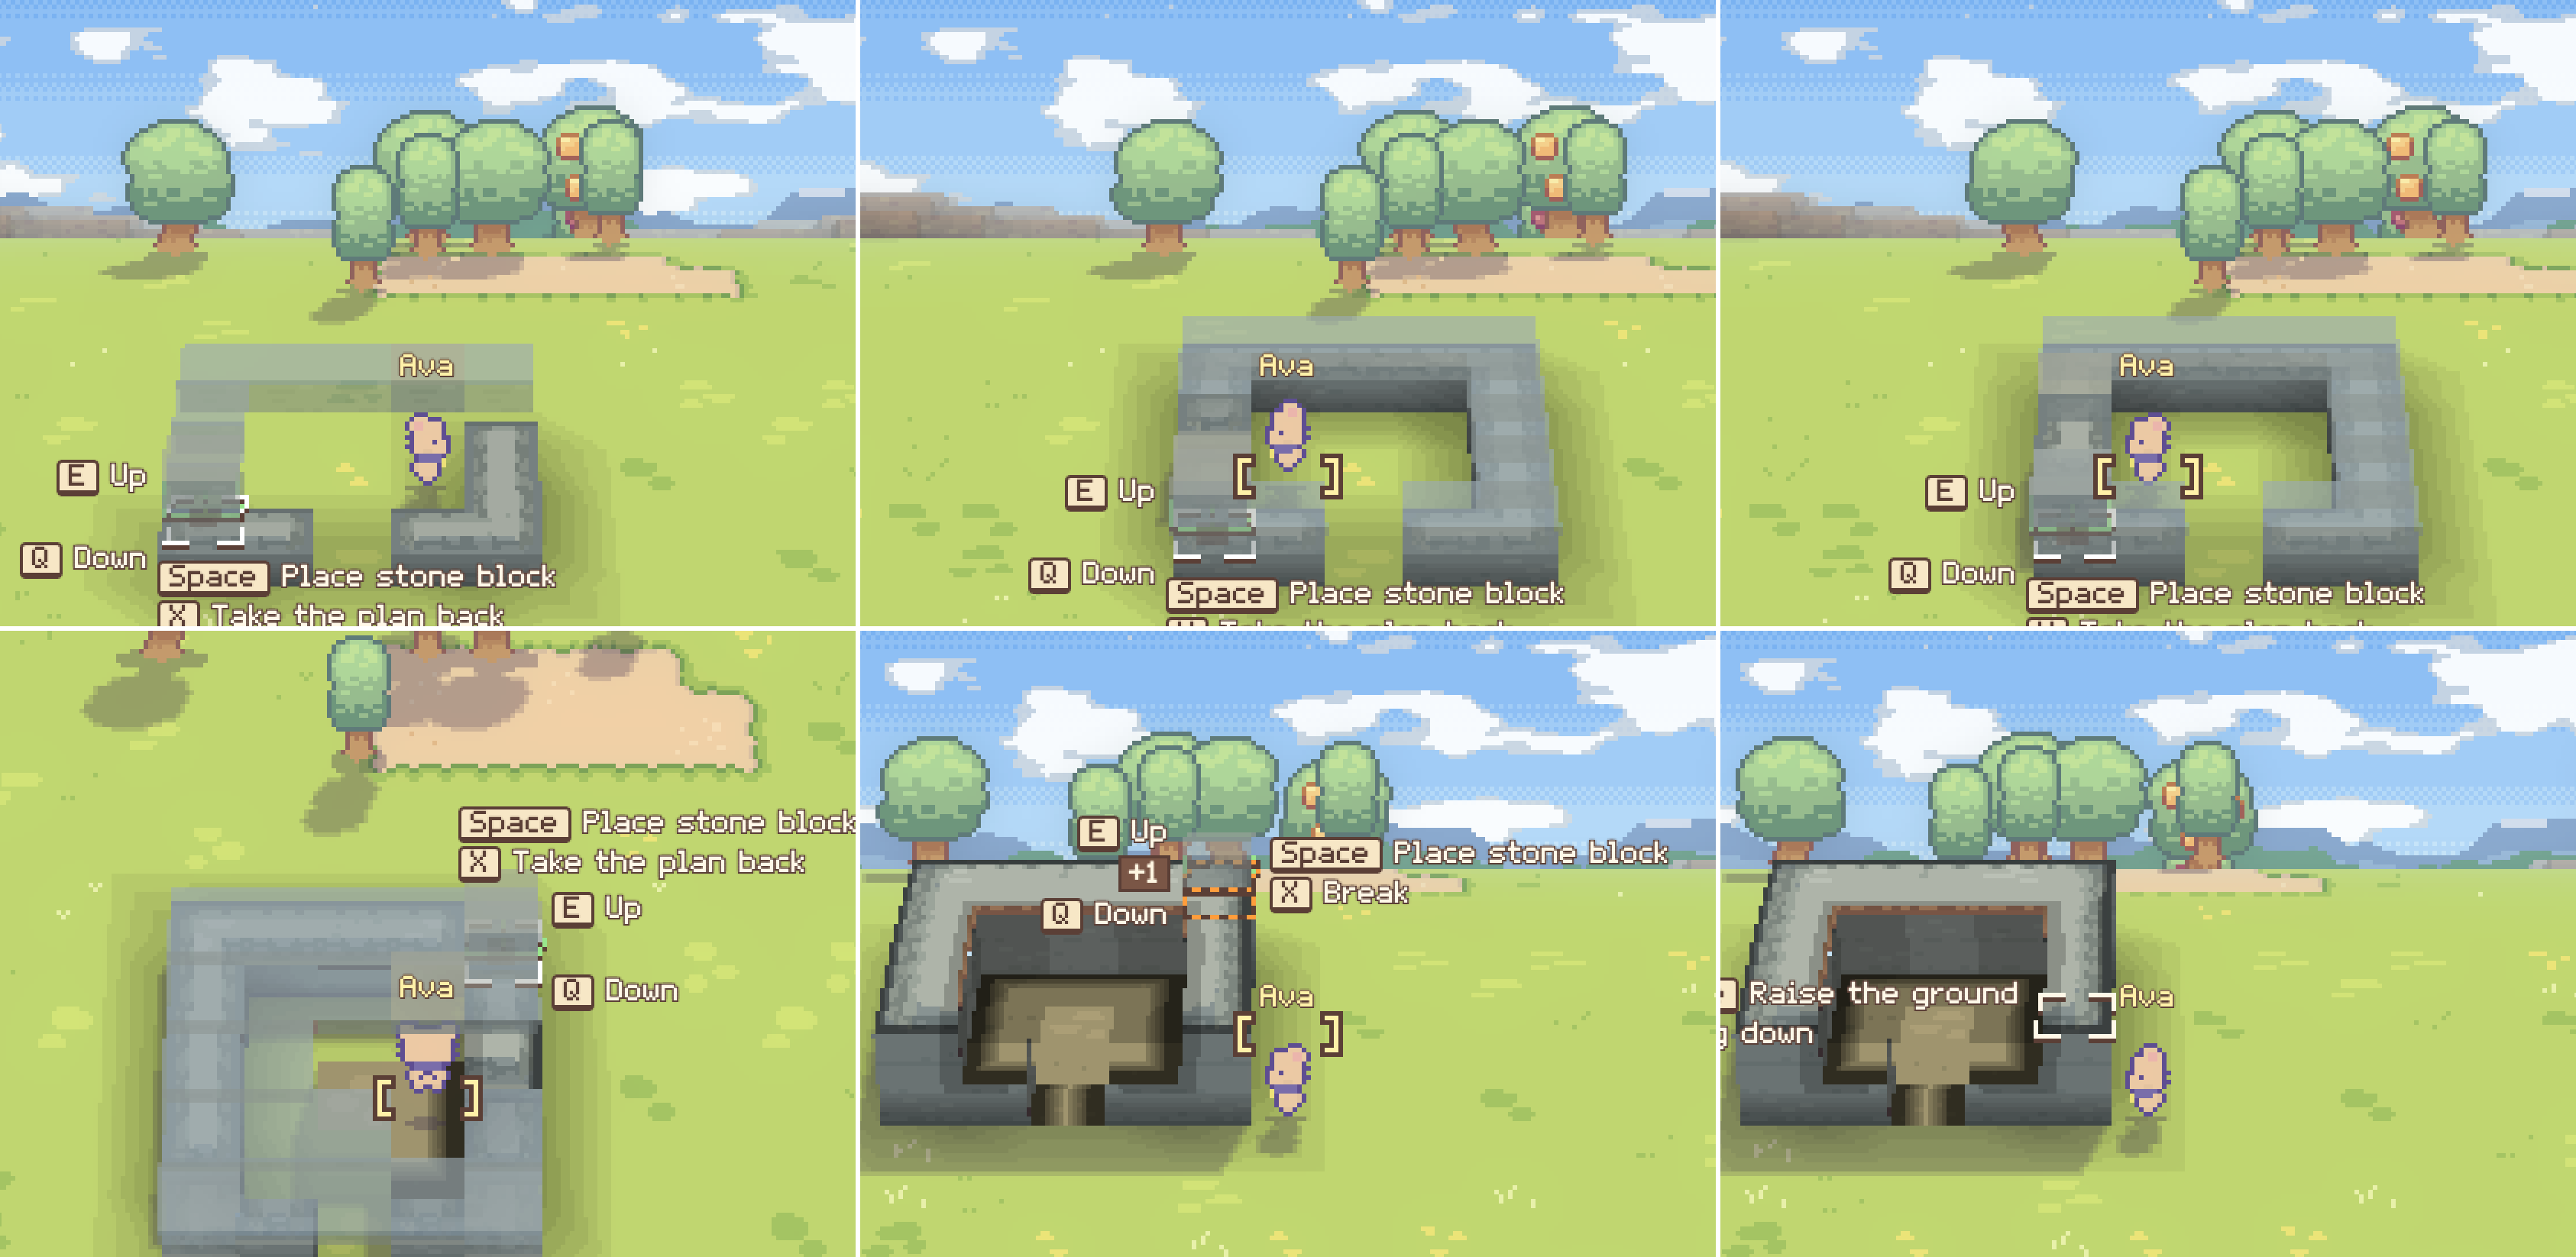 Ava
E Up
Q Down
Space Place stone block
X Take the plan back
Ava
E Up
Q Down
Space Place stone block
Ava
E Up
Q Down
Space Place stone block
Space Place stone block
X Take the plan back
E Up
Ava
Q Down
E Up
Space Place stone block
+1
X Break
Q Down
Ava
Raise the ground
Ava
down